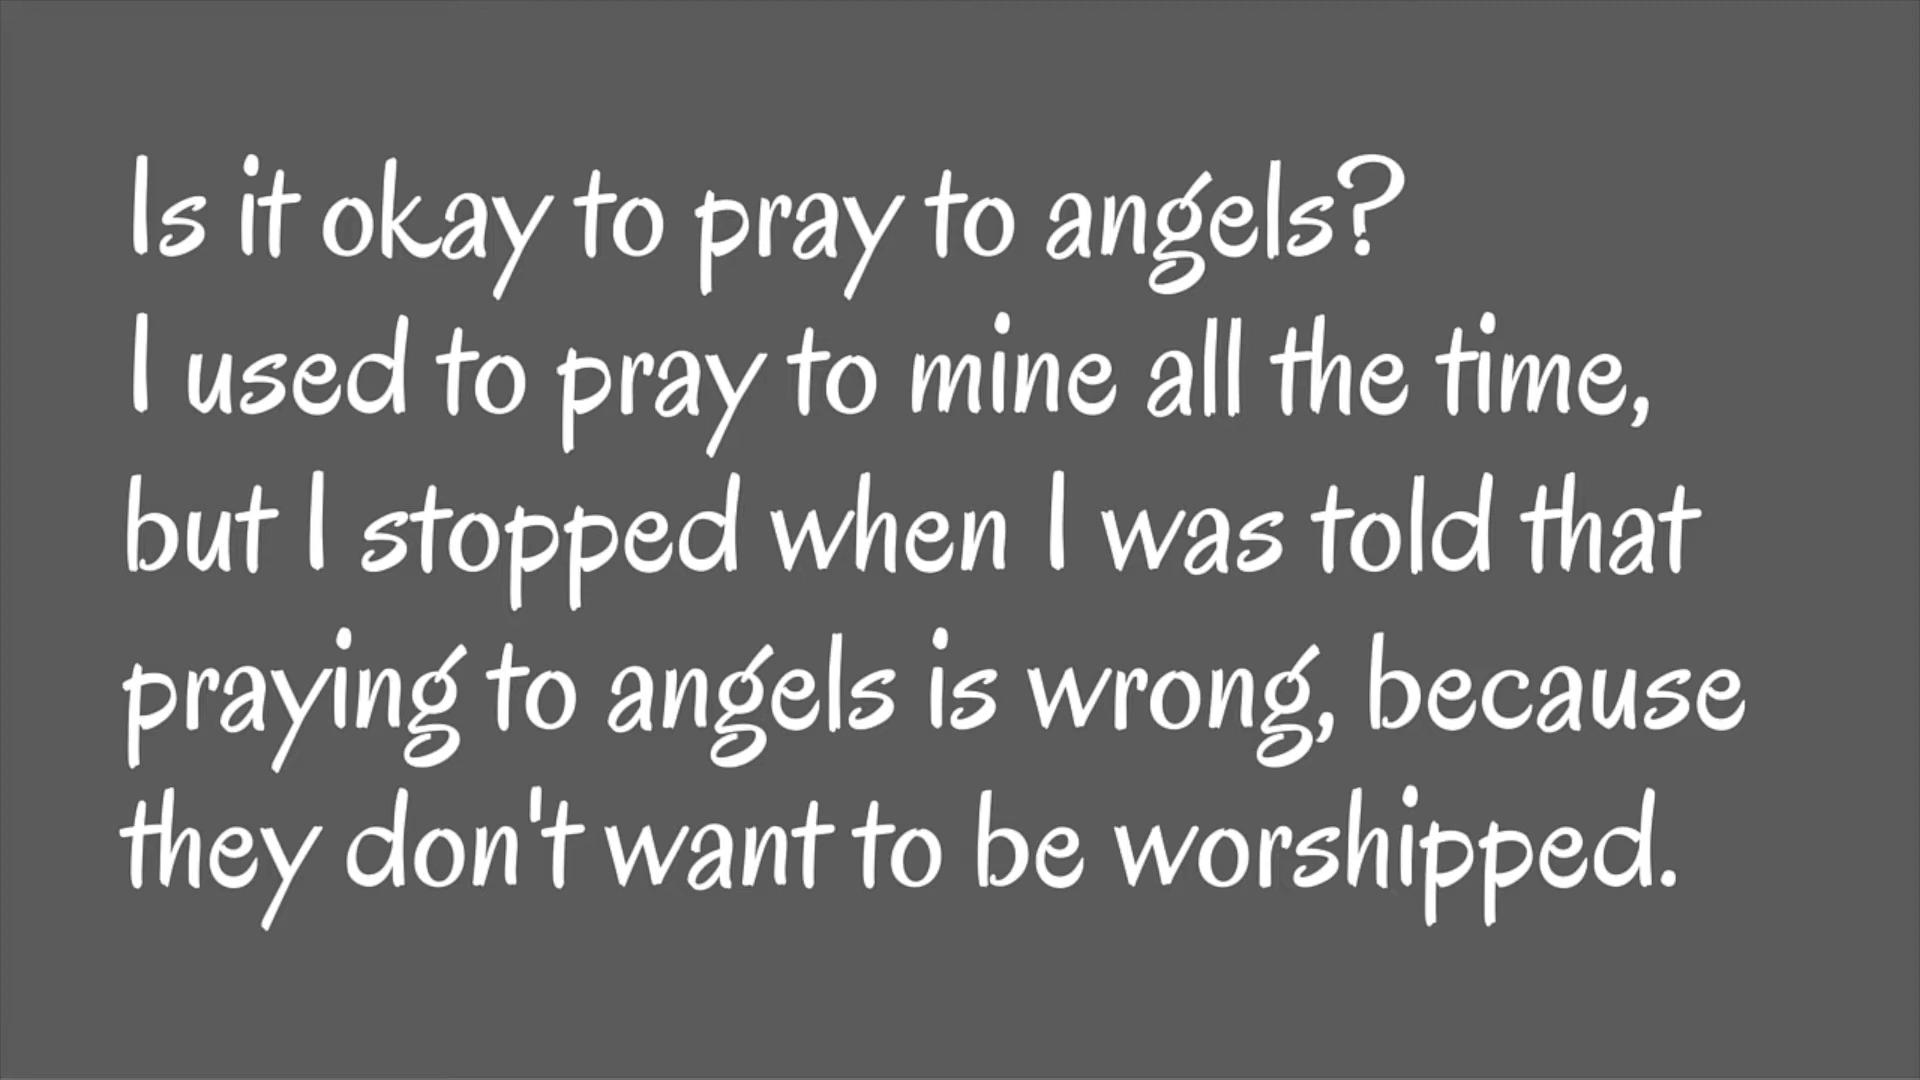 Is it okay to pray to angels?
I used to pray to mine all the time,
but I stopped when I was told that
praying to angels is wrong, because
they don't want to be worshipped.